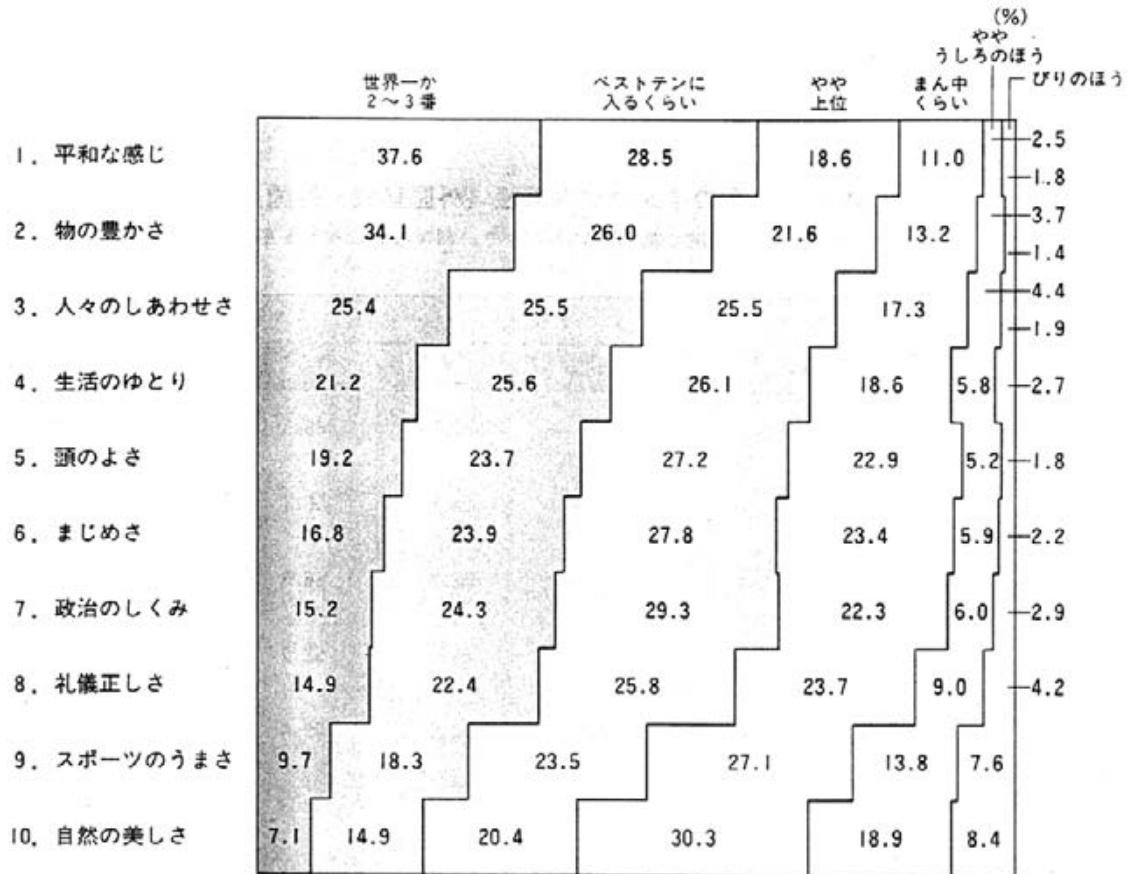 (%)
やや
うしろのほう
世界一か
2～3番
ベストテンに
入るくらい
やや
上位
まん中
くらい
びりのほう
1. 平和な感じ 37.6 28.5 18.6 11.0 2.5 1.8
2. 物の豊かさ 34.1 26.0 21.6 13.2 3.7 1.4
3. 人々のしあわせさ 25.4 25.5 25.5 17.3 4.4 1.9
4. 生活のゆとり 21.2 25.6 26.1 18.6 5.8 2.7
5. 頭のよさ 19.2 23.7 27.2 22.9 5.2 1.8
6. まじめさ 16.8 23.9 27.8 23.4 5.9 2.2
7. 政治のしくみ 15.2 24.3 29.3 22.3 6.0 2.9
8. 礼儀正しさ 14.9 22.4 25.8 23.7 9.0 4.2
9. スポーツのうまさ 9.7 18.3 23.5 27.1 13.8 7.6
10. 自然の美しさ 7.1 14.9 20.4 30.3 18.9 8.4